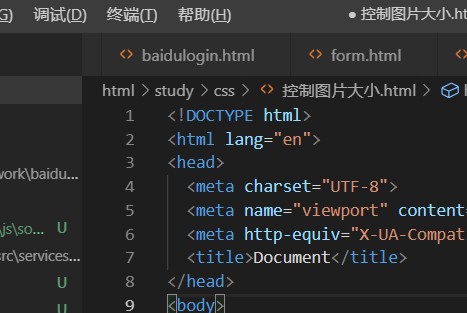 G) 调试(D) 终端(T) 帮助(H) ● 控制图片大小.html
baidulogin.html form.html
html > study > css > 控制图片大小.html >
1 <!DOCTYPE html>
2 <html lang="en">
3 <head>
4 <meta charset="UTF-8">
work\baidu...
5 <meta name="viewport" content=
\js\so... U
6 <meta http-equiv="X-UA-Compat
src\services...
7 <title>Document</title>
U
8 </head>
U
9 <body>